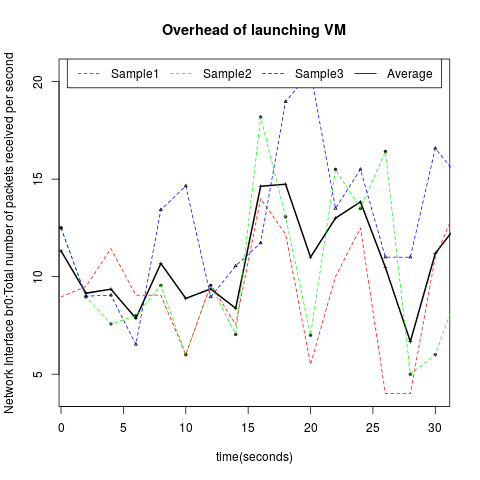 Overhead of launching VM
Network Interface br0:Total number of packets received per second
Sample1 Sample2 Sample3 Average
20
15
10
5
0 5 10 15 20 25 30
time(seconds)